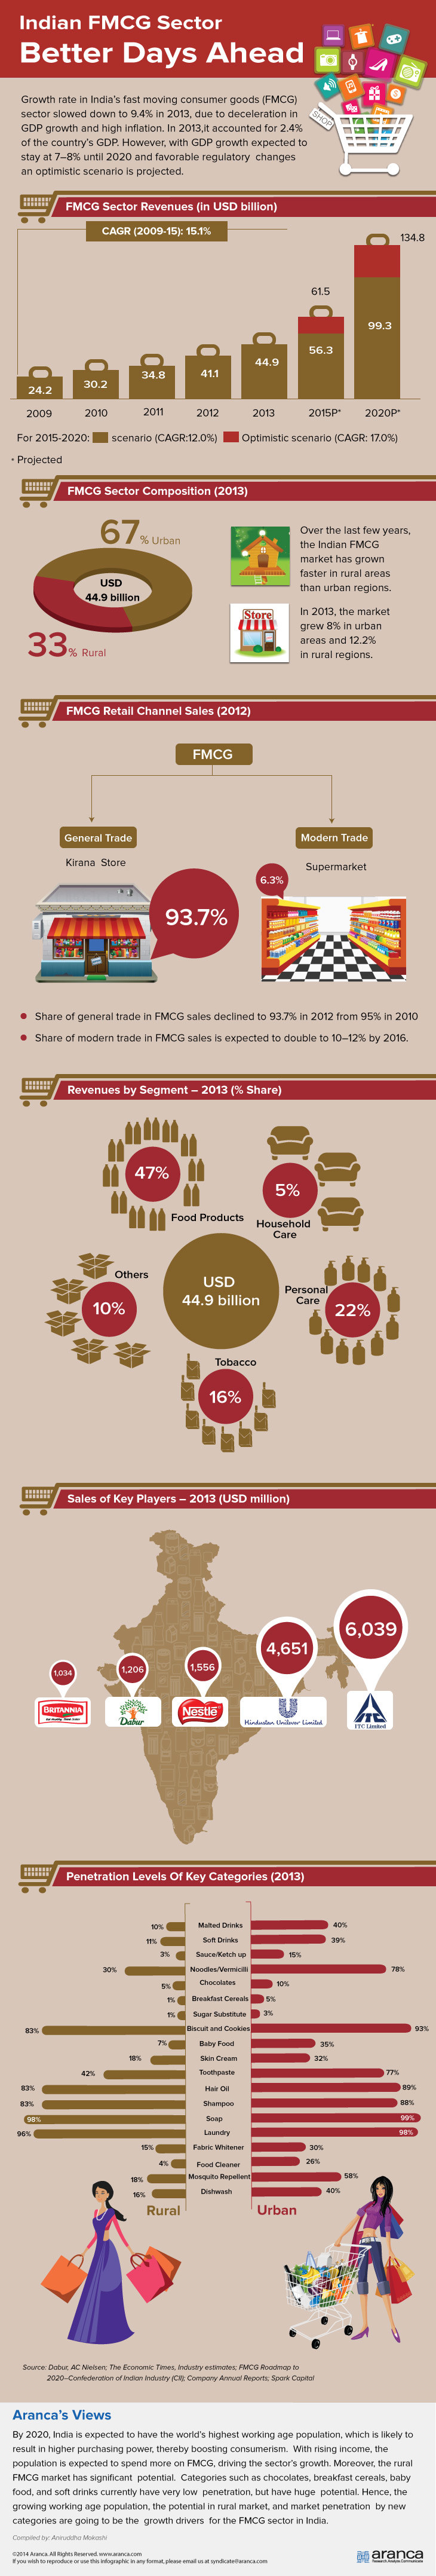 Indian FMCG Sector
Better Days Ahead
SHOP
Growth rate in India's fast moving consumer goods (FMCG)
sector slowed down to 9.4% in 2013, due to deceleration in
GDP growth and high inflation. In 2013,it accounted for 2.4%
of the country's GDP. However, with GDP growth expected to
stay at 7–8% until 2020 and favorable regulatory changes
an optimistic scenario is projected.
FMCG Sector Revenues (in USD billion)
CAGR (2009-15): 15.1%
134.8
61.5
99.3
56.3
44.9
41.1
34.8
30.2
24.2
2009 2010 2011 2012 2013 2015P* 2020P*
For 2015-2020: scenario (CAGR:12.0%) Optimistic scenario (CAGR: 17.0%)
* Projected
FMCG Sector Composition (2013)
67 % Urban
USD
44.9 billion
33 % Rural
Over the last few years,
the Indian FMCG
market has grown
faster in rural areas
than urban regions.
Store
In 2013, the market
grew 8% in urban
areas and 12.2%
in rural regions.
FMCG Retail Channel Sales (2012)
FMCG
General Trade
Modern Trade
Kirana Store
Supermarket
93.7%
6.3%
Share of general trade in FMCG sales declined to 93.7% in 2012 from 95% in 2010
Share of modern trade in FMCG sales is expected to double to 10–12% by 2016.
Revenues by Segment – 2013 (% Share)
47%
Food Products
5%
Household
Care
Others
10%
USD
44.9 billion
Personal
Care
22%
Tobacco
16%
Sales of Key Players – 2013 (USD million)
1,034
1,206
1,556
4,651
6,039
BRITANNIA
Dabur
Nestle
Hindustan Unilever Limited
ITC Limited
Penetration Levels Of Key Categories (2013)
10% Malted Drinks 40%
11% Soft Drinks 39%
3% Sauce/Ketch up 15%
30% Noodles/Vermicilli 78%
5% Chocolates 10%
1% Breakfast Cereals 5%
1% Sugar Substitute 3%
83% Biscuit and Cookies 93%
7% Baby Food 35%
18% Skin Cream 32%
42% Toothpaste 77%
83% Hair Oil 89%
83% Shampoo 88%
98% Soap 99%
96% Laundry 98%
15% Fabric Whitener 30%
4% Food Cleaner 26%
18% Mosquito Repellent 58%
16% Dishwash 40%
Rural Urban
Source: Dabur, AC Nielsen; The Economic Times, Industry estimates; FMCG Roadmap to
2020–Confederation of Indian Industry (CII); Company Annual Reports; Spark Capital
Aranca's Views
By 2020, India is expected to have the world's highest working age population, which is likely to
result in higher purchasing power, thereby boosting consumerism. With rising income, the
population is expected to spend more on FMCG, driving the sector's growth. Moreover, the rural
FMCG market has significant potential. Categories such as chocolates, breakfast cereals, baby
food, and soft drinks currently have very low penetration, but have huge potential. Hence, the
growing working age population, the potential in rural market, and market penetration by new
categories are going to be the growth drivers for the FMCG sector in India.
Compiled by: Aniruddha Mokashi
©2014 Aranca. All Rights Reserved. www.aranca.com
If you wish to reproduce or use this infographic in any format, please email us at syndicate@aranca.com
aranca
Research Analysis Communicates